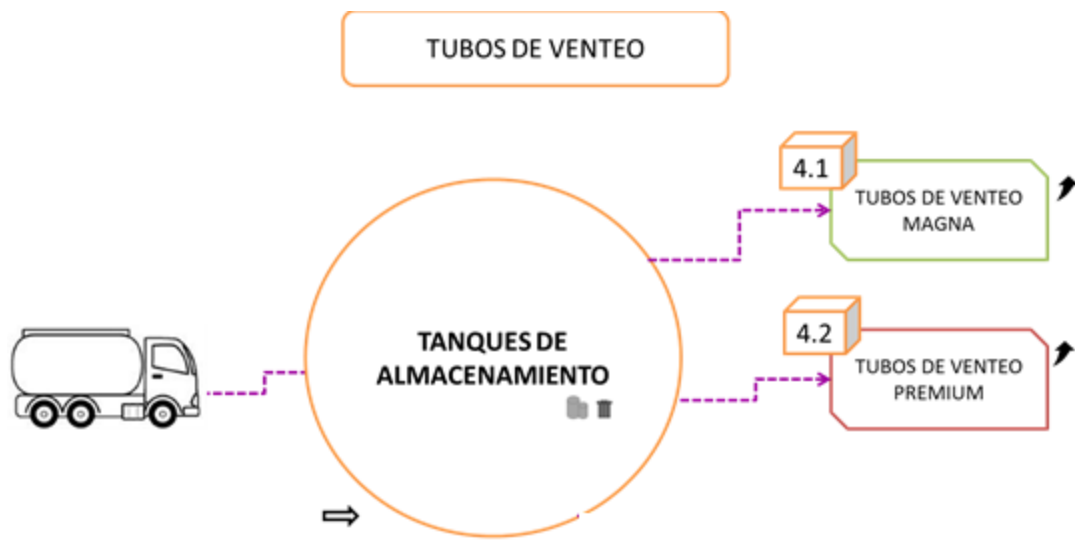 TUBOS DE VENTEO
4.1
TUBOS DE VENTEO
MAGNA
TANQUES DE
ALMACENAMIENTO
4.2
TUBOS DE VENTEO
PREMIUM